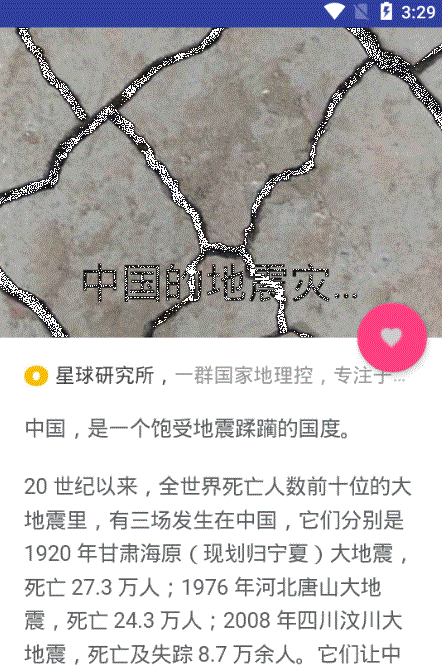 3:29
中国的地震灾...
星球研究所，一群国家地理控，专注于...
中国，是一个饱受地震蹂躏的国度。
20 世纪以来，全世界死亡人数前十位的大
地震里，有三场发生在中国，它们分别是
1920 年甘肃海原（现划归宁夏）大地震，
死亡 27.3 万人；1976 年河北唐山大地
震，死亡 24.3 万人；2008 年四川汶川大
地震，死亡及失踪 8.7 万余人。它们让中